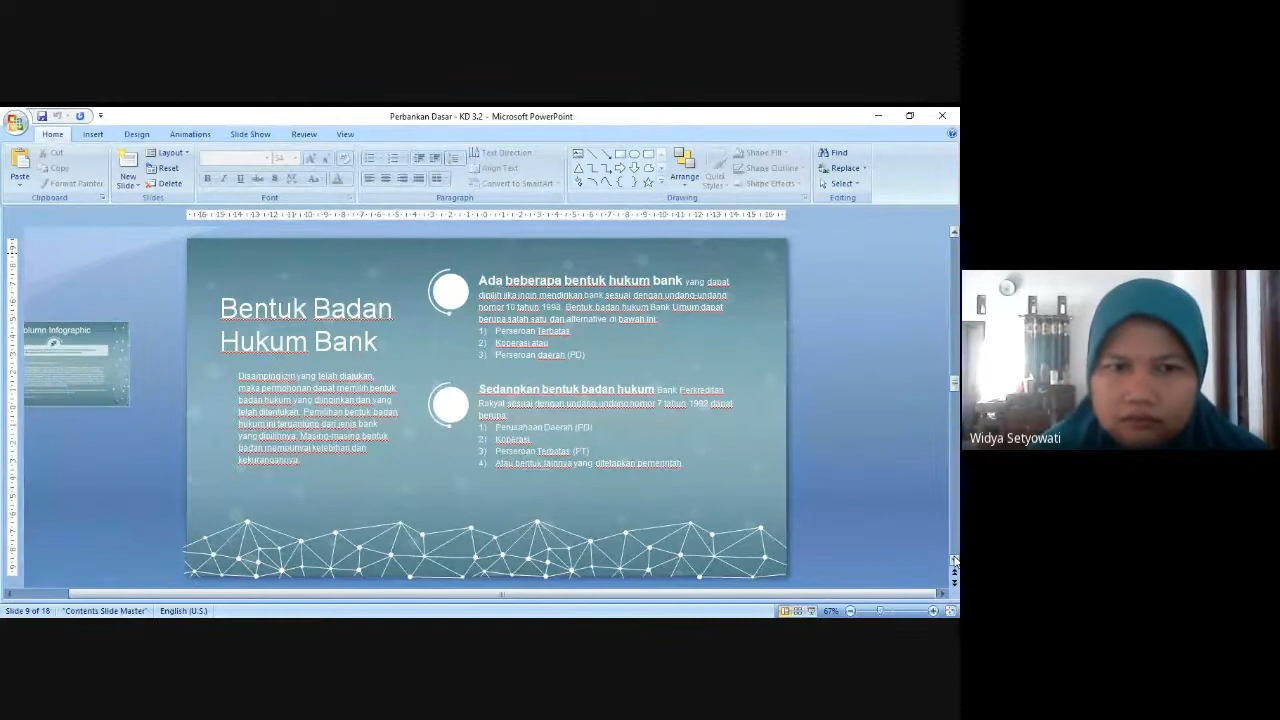 Perbankan Dasar - KD 3.2 - Microsoft PowerPoint
Home Insert Design Animations Slide Show Review View
Paste
Cut
Copy
Format Painter
Clipboard
New
Slide
Layout
Reset
Delete
Slides
54
Font
Text Direction
Align Text
Convert to SmartArt
Paragraph
Arrange
Quick
Styles
Shape Fill
Shape Outline
Shape Effects
Drawing
Find
Replace
Select
Editing
olumn Infographic
Bentuk Badan
Hukum Bank
Disamping izin yang telah diajukan,
maka permohonan dapat memilih bentuk
badan hukum yang diinginkan dan yang
telah ditentukan. Pemilihan bentuk badan
hukum ini tergantung dari jenis bank
yang dipilihnya. Masing-masing bentuk
badan mempunyai kelebihan dan
kekurangannya.
Ada beberapa bentuk hukum bank yang dapat
dipilih jika ingin mendirikan bank sesuai dengan undang-undang
nomor 10 tahun 1998. Bentuk badan hukum Bank Umum dapat
berupa salah satu dari alternative di bawah ini.
1) Perseroan Terbatas
2) Koperasi atau
3) Perseroan daerah (PD)
Sedangkan bentuk badan hukum Bank Perkreditan
Rakyat sesuai dengan undang-undang nomor 7 tahun 1992 dapat
berupa.
1) Perusahaan Daerah (PD)
2) Koperasi
3) Perseroan Terbatas (PT)
4) Atau bentuk lainnya yang ditetapkan pemerintah
Widya Setyowati
Slide 9 of 18 "Contents Slide Master" English (U.S.) 67%